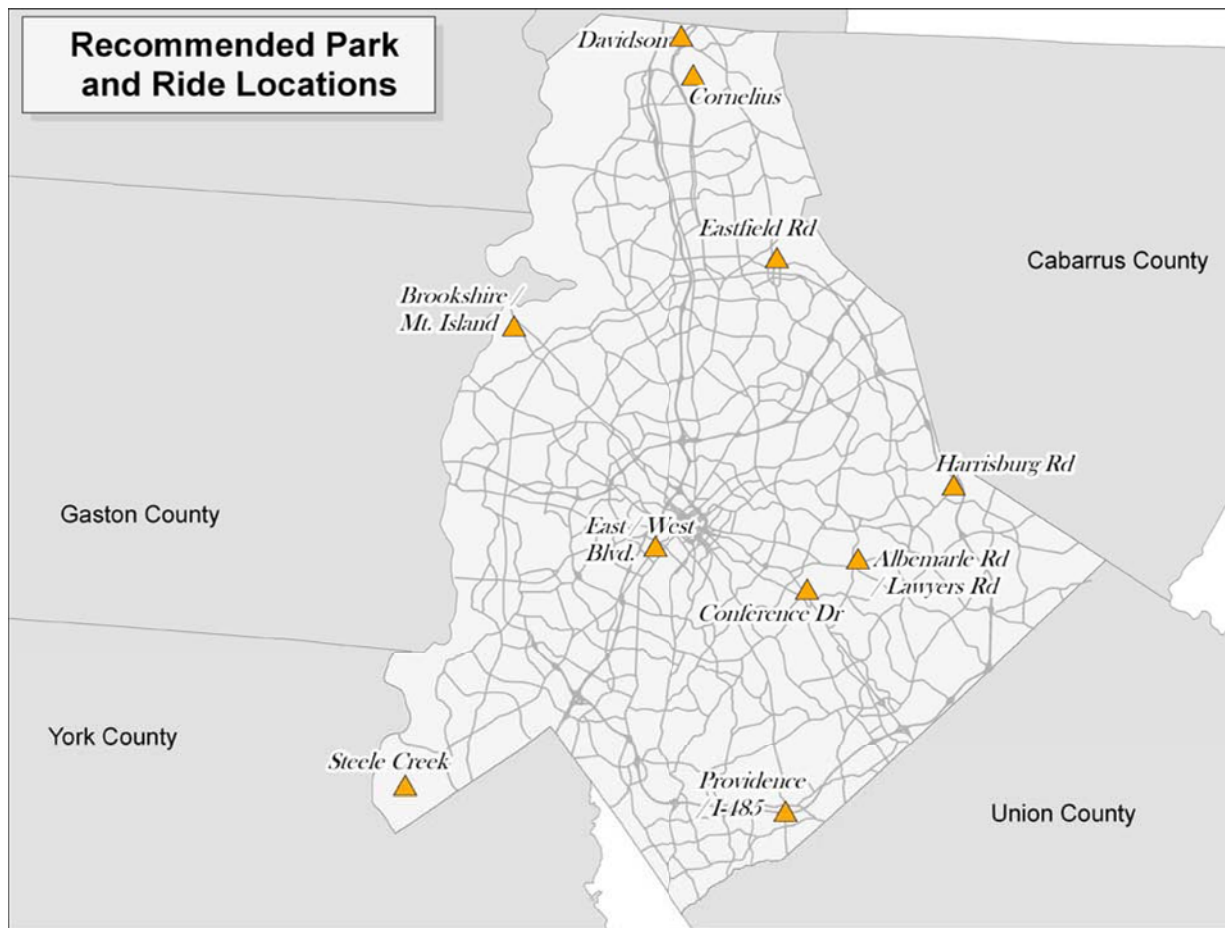 Recommended Park
and Ride Locations
Davidson
Cornelius
Eastfield Rd
Cabarrus County
Brookshire /
Mt. Island
Harrisburg Rd
Gaston County
East / West
Blvd.
Albemarle Rd
/ Lawyers Rd
Conference Dr
York County
Steele Creek
Providence
/ I-485
Union County